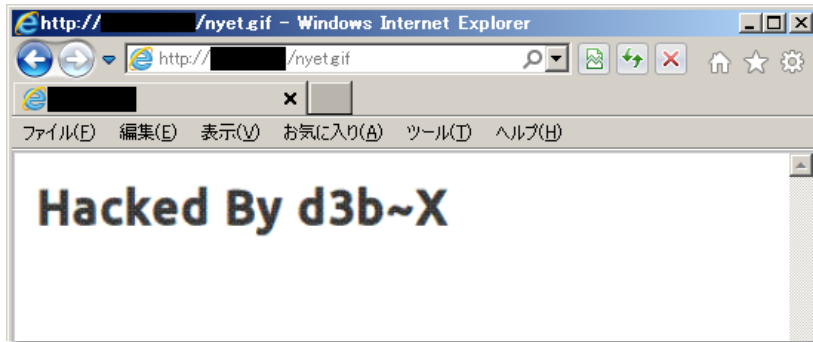 http:// /nyet.gif - Windows Internet Explorer
http:// /nyet.gif
ファイル(F) 編集(E) 表示(V) お気に入り(A) ツール(T) ヘルプ(H)
Hacked By d3b~X